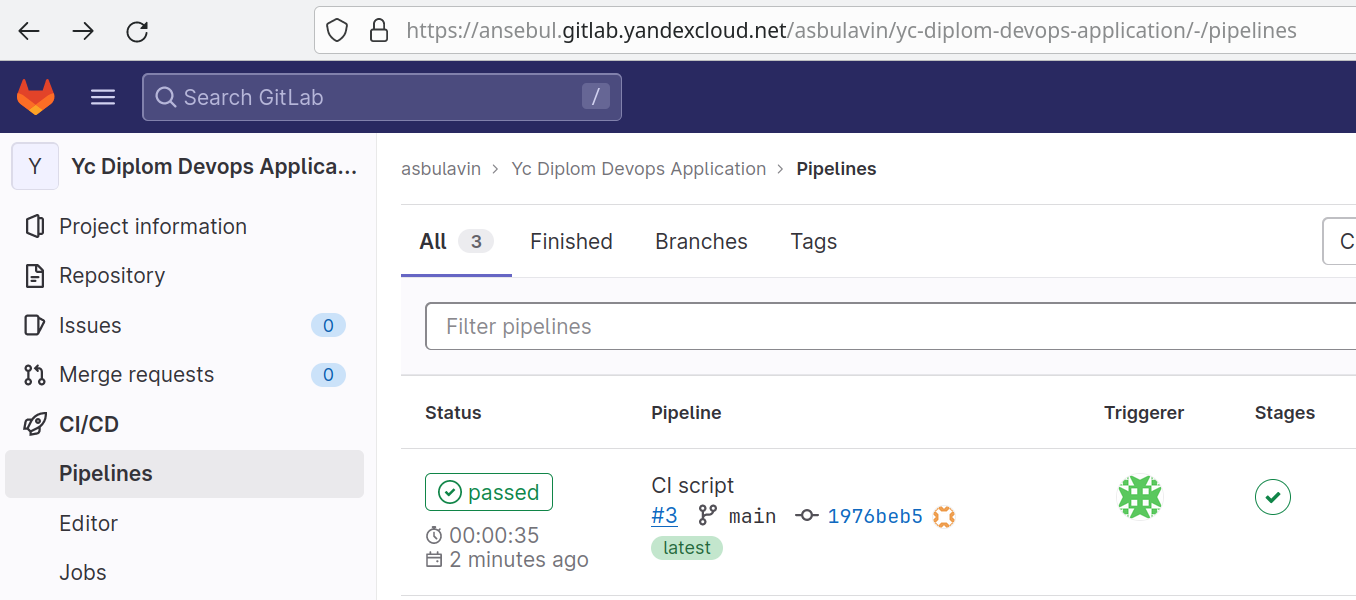 https://ansebul.gitlab.yandexcloud.net/asbulavin/yc-diplom-devops-application/-/pipelines
Search GitLab /
Y Yc Diplom Devops Applica...
Project information
Repository
Issues 0
Merge requests 0
CI/CD
Pipelines
Editor
Jobs
asbulavin > Yc Diplom Devops Application > Pipelines
All 3 Finished Branches Tags C
Filter pipelines
Status Pipeline Triggerer Stages
passed
00:00:35
2 minutes ago
CI script
#3 main 1976beb5
latest